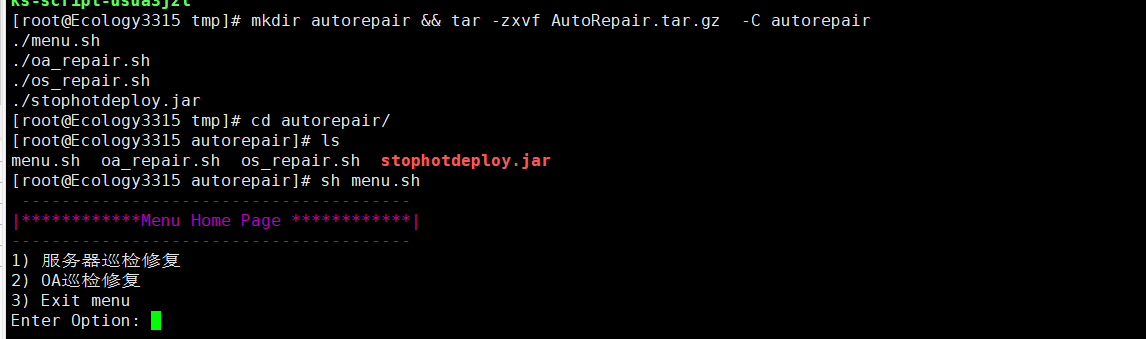 ks-script-usua3j2t
[root@Ecology3315 tmp]# mkdir autorepair && tar -zxvf AutoRepair.tar.gz  -C autorepair
./menu.sh
./oa_repair.sh
./os_repair.sh
./stophotdeploy.jar
[root@Ecology3315 tmp]# cd autorepair/
[root@Ecology3315 autorepair]# ls
menu.sh  oa_repair.sh  os_repair.sh  stophotdeploy.jar
[root@Ecology3315 autorepair]# sh menu.sh
 ---------------------------------------
|************Menu Home Page ************|
----------------------------------------
1) 服务器巡检修复
2) OA巡检修复
3) Exit menu
Enter Option: